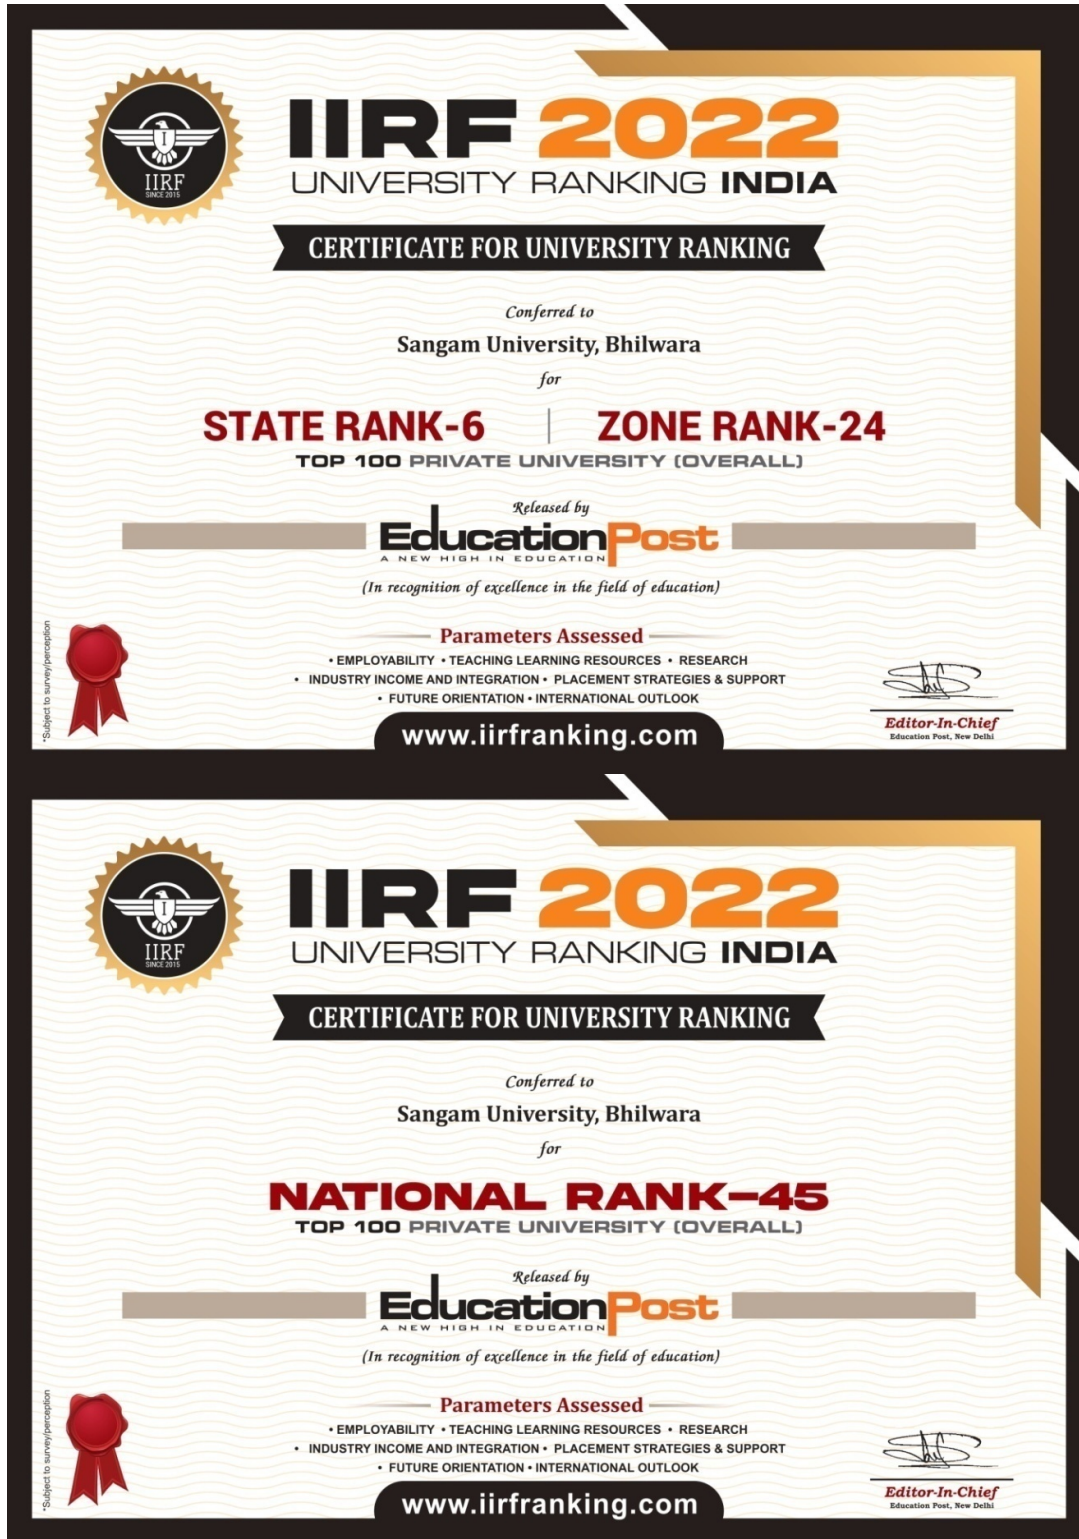 IIRF
SINCE 2015
IIRF 2022
UNIVERSITY RANKING INDIA
CERTIFICATE FOR UNIVERSITY RANKING
Conferred to
Sangam University, Bhilwara
for
STATE RANK-6 | ZONE RANK-24
TOP 100 PRIVATE UNIVERSITY (OVERALL)
Released by
EducationPost
A NEW HIGH IN EDUCATION
(In recognition of excellence in the field of education)
Parameters Assessed
• EMPLOYABILITY • TEACHING LEARNING RESOURCES • RESEARCH
• INDUSTRY INCOME AND INTEGRATION • PLACEMENT STRATEGIES & SUPPORT
• FUTURE ORIENTATION • INTERNATIONAL OUTLOOK
www.iirfranking.com
*Subject to survey/perception
Editor-In-Chief
Education Post, New Delhi
IIRF
SINCE 2015
IIRF 2022
UNIVERSITY RANKING INDIA
CERTIFICATE FOR UNIVERSITY RANKING
Conferred to
Sangam University, Bhilwara
for
NATIONAL RANK-45
TOP 100 PRIVATE UNIVERSITY (OVERALL)
Released by
EducationPost
A NEW HIGH IN EDUCATION
(In recognition of excellence in the field of education)
Parameters Assessed
• EMPLOYABILITY • TEACHING LEARNING RESOURCES • RESEARCH
• INDUSTRY INCOME AND INTEGRATION • PLACEMENT STRATEGIES & SUPPORT
• FUTURE ORIENTATION • INTERNATIONAL OUTLOOK
www.iirfranking.com
*Subject to survey/perception
Editor-In-Chief
Education Post, New Delhi